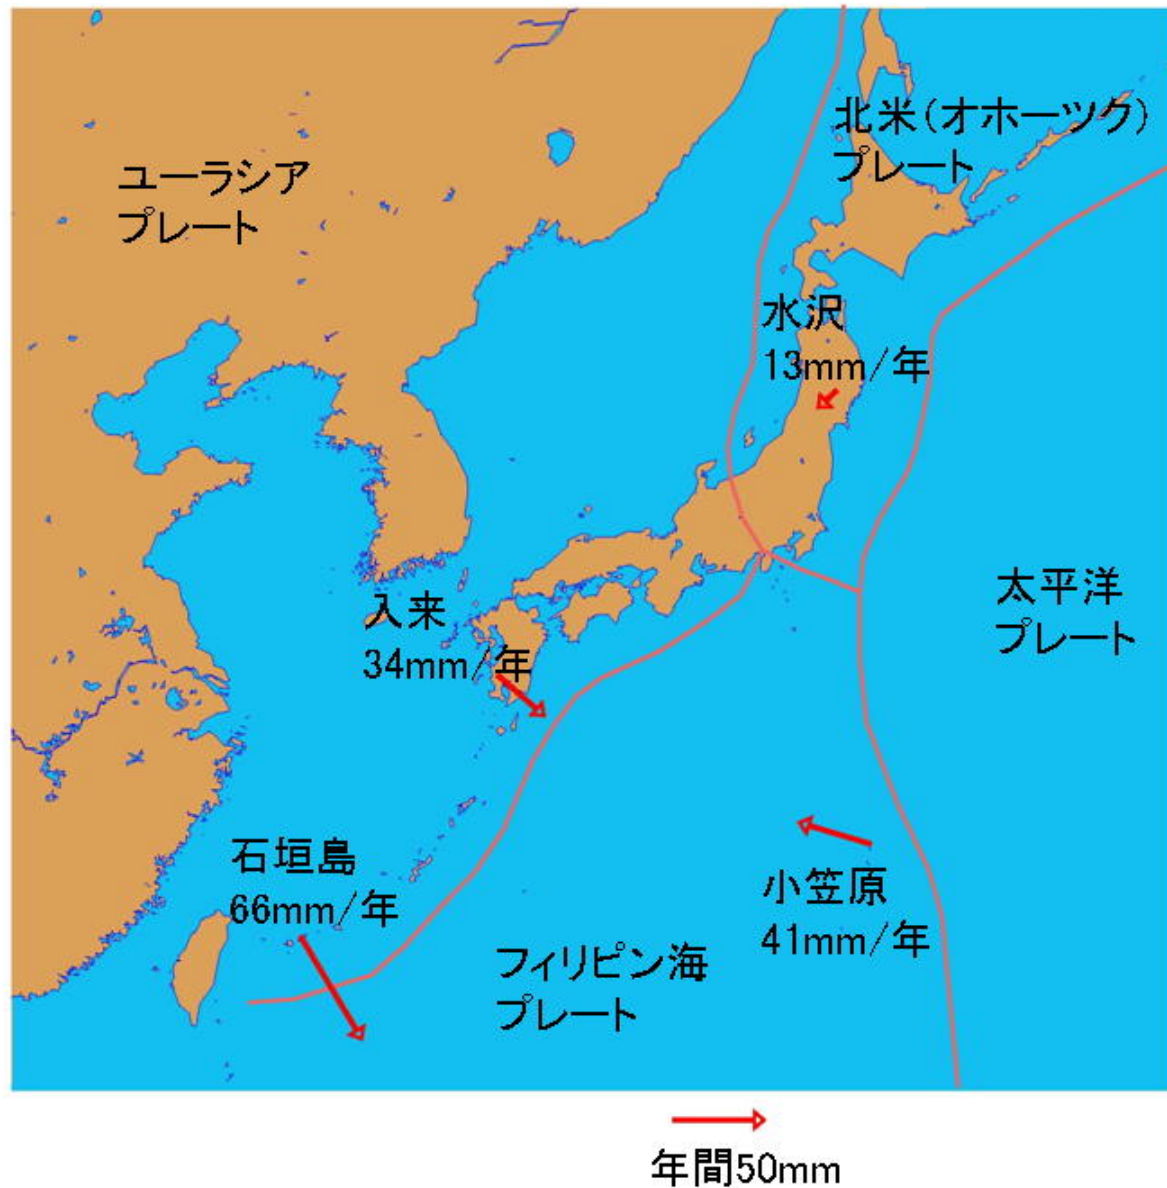 北米(オホーツク)
プレート
ユーラシア
プレート
水沢
13mm/年
太平洋
プレート
入来
34mm/年
石垣島
66mm/年
小笠原
41mm/年
フィリピン海
プレート
年間50mm